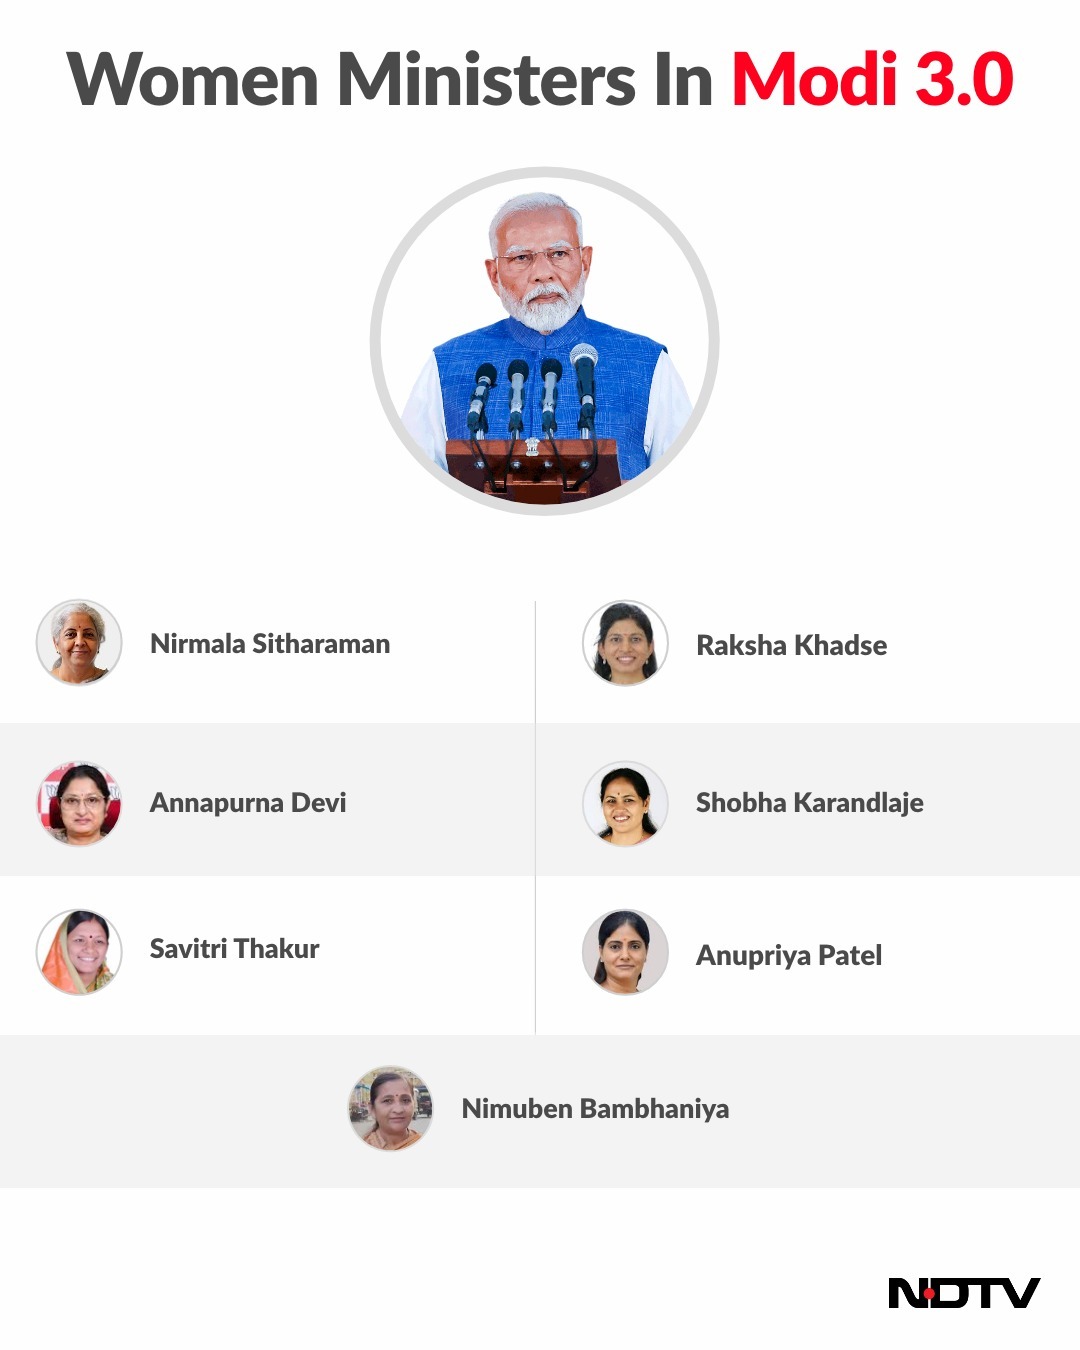 Women Ministers In Modi 3.0
Nirmala Sitharaman
Raksha Khadse
Annapurna Devi
Shobha Karandlaje
Savitri Thakur
Anupriya Patel
Nimuben Bambhaniya
NDTV